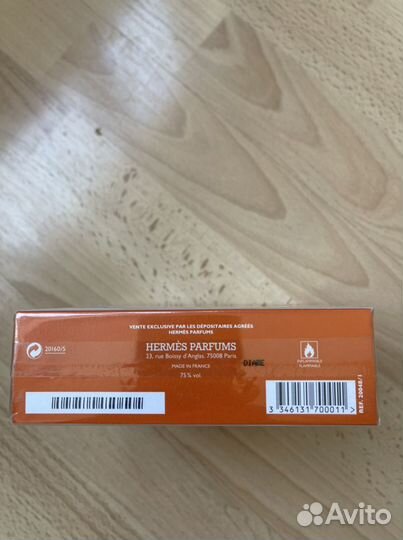 VENTE EXCLUSIVE PAR LES DÉPOSITAIRES AGRÉÉS
HERMÈS PARFUMS
20160/5
HERMÈS PARFUMS
23, rue Boissy d'Anglas, 75008 Paris
MADE IN FRANCE
75% vol.
INFLAMMABLE
FLAMMABLE
3 346131 700011 >
REF. 20048/1
Avito